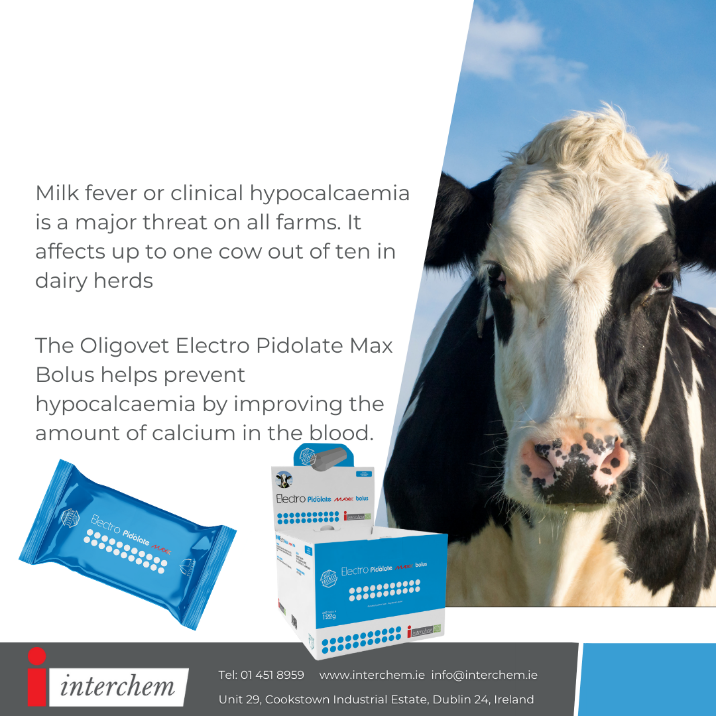 Milk fever or clinical hypocalcaemia
is a major threat on all farms. It
affects up to one cow out of ten in
dairy herds
The Oligovet Electro Pidolate Max
Bolus helps prevent
hypocalcaemia by improving the
amount of calcium in the blood.
Electro Pidolate MAX
Electro Pidolate MAX bolus
Electro Pidolate MAX bolus
interchem
Tel: 01 451 8959 www.interchem.ie info@interchem.ie
Unit 29, Cookstown Industrial Estate, Dublin 24, Ireland